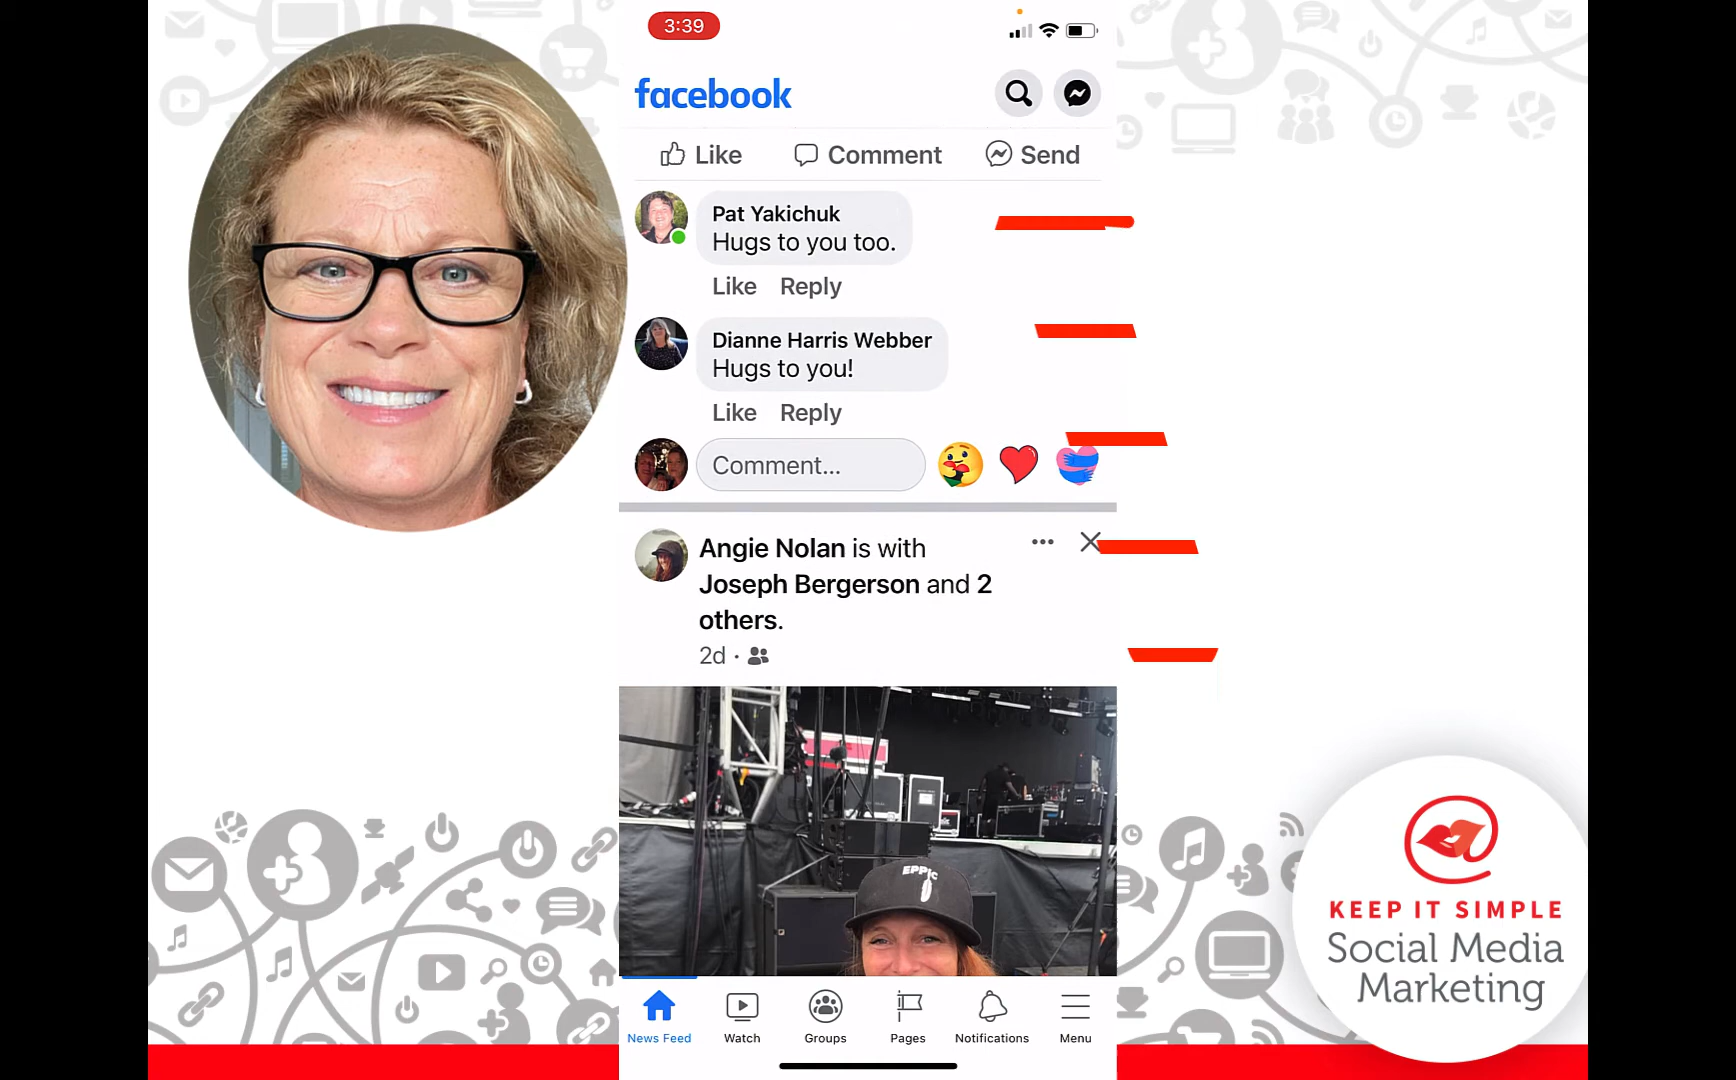 3:39
facebook
Like Comment Send
Pat Yakichuk
Hugs to you too.
Like Reply
Dianne Harris Webber
Hugs to you!
Like Reply
Comment...
Angie Nolan is with
Joseph Bergerson and 2
others.
2d ·
EPPIC
News Feed Watch Groups Pages Notifications Menu
KEEP IT SIMPLE
Social Media
Marketing